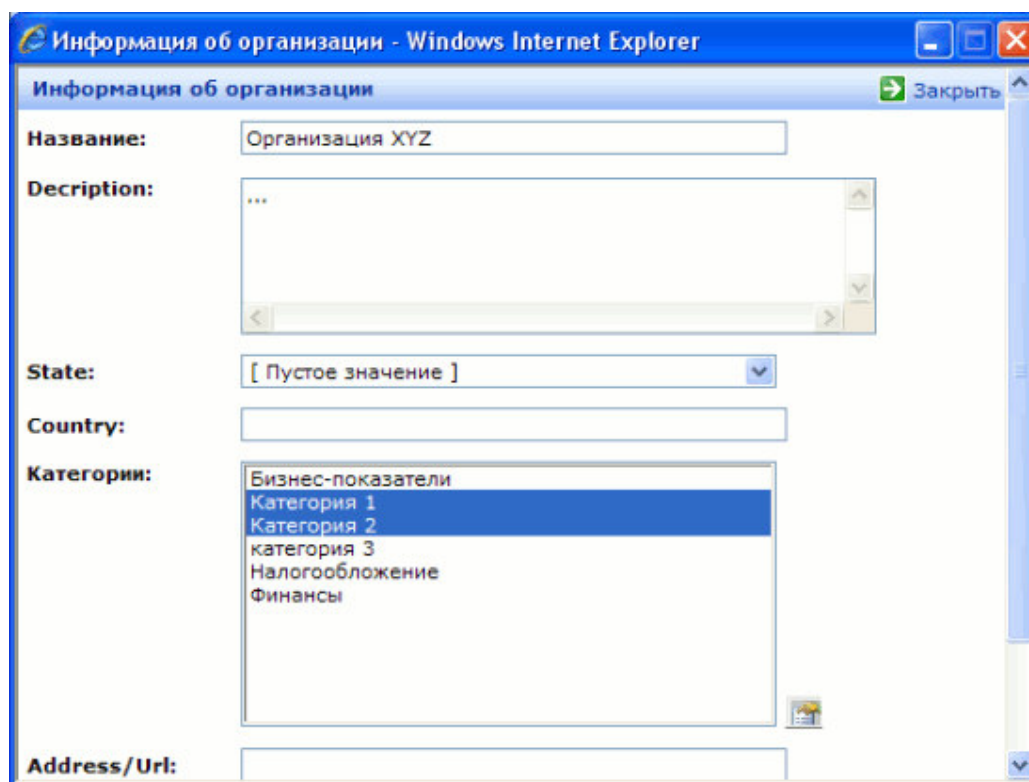 Информация об организации - Windows Internet Explorer
Информация об организации Закрыть
Название: Организация XYZ
Decription: ...
State: [ Пустое значение ]
Country:
Категории: Бизнес-показатели
Категория 1
Категория 2
категория 3
Налогообложение
Финансы
Address/Url: